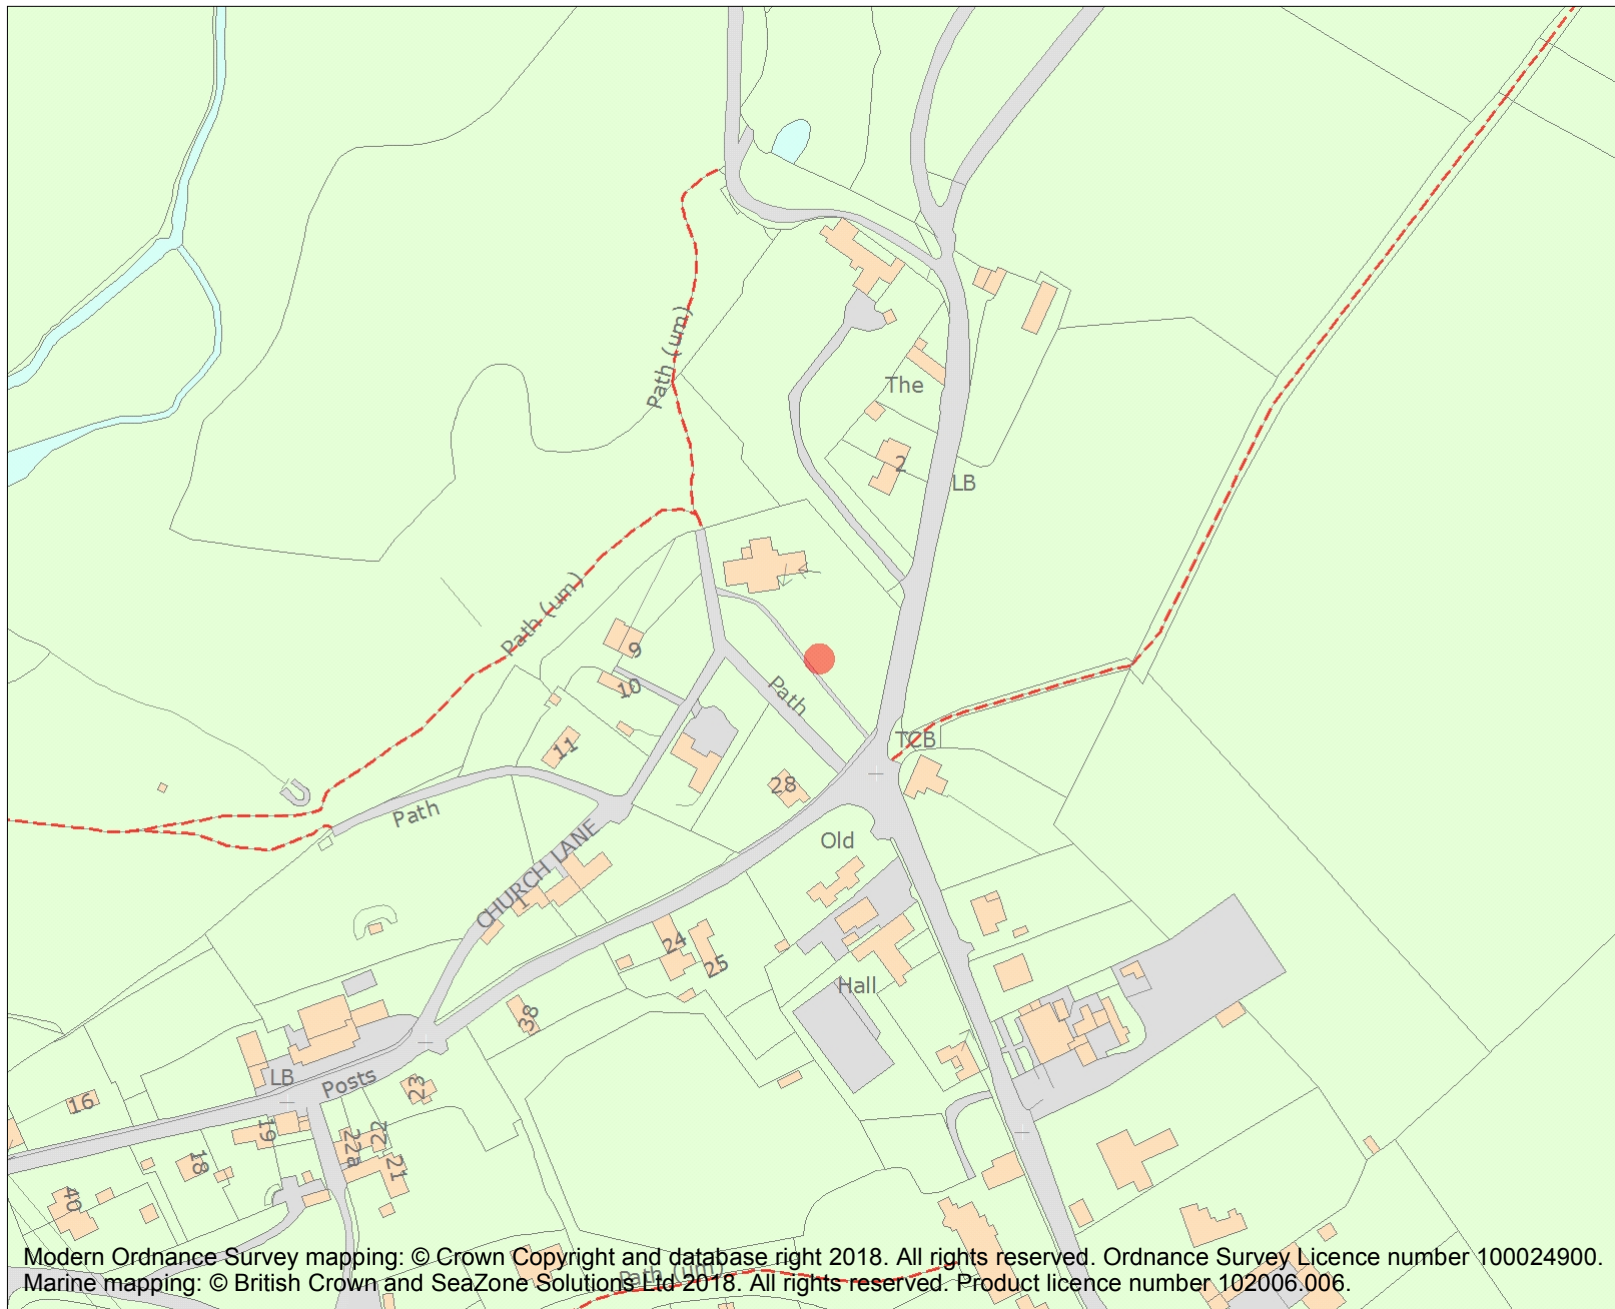 Path (um)
The
2
LB
Path (um)
9
10
Path
11
TCB
28
Path
Old
CHURCH LANE
1
24
25
Hall
38
LB
Posts
23
16
19
22
22a
18
21
40
Path (um)
Modern Ordnance Survey mapping: © Crown Copyright and database right 2018. All rights reserved. Ordnance Survey Licence number 100024900.
Marine mapping: © British Crown and SeaZone Solutions Ltd 2018. All rights reserved. Product licence number 102006.006.